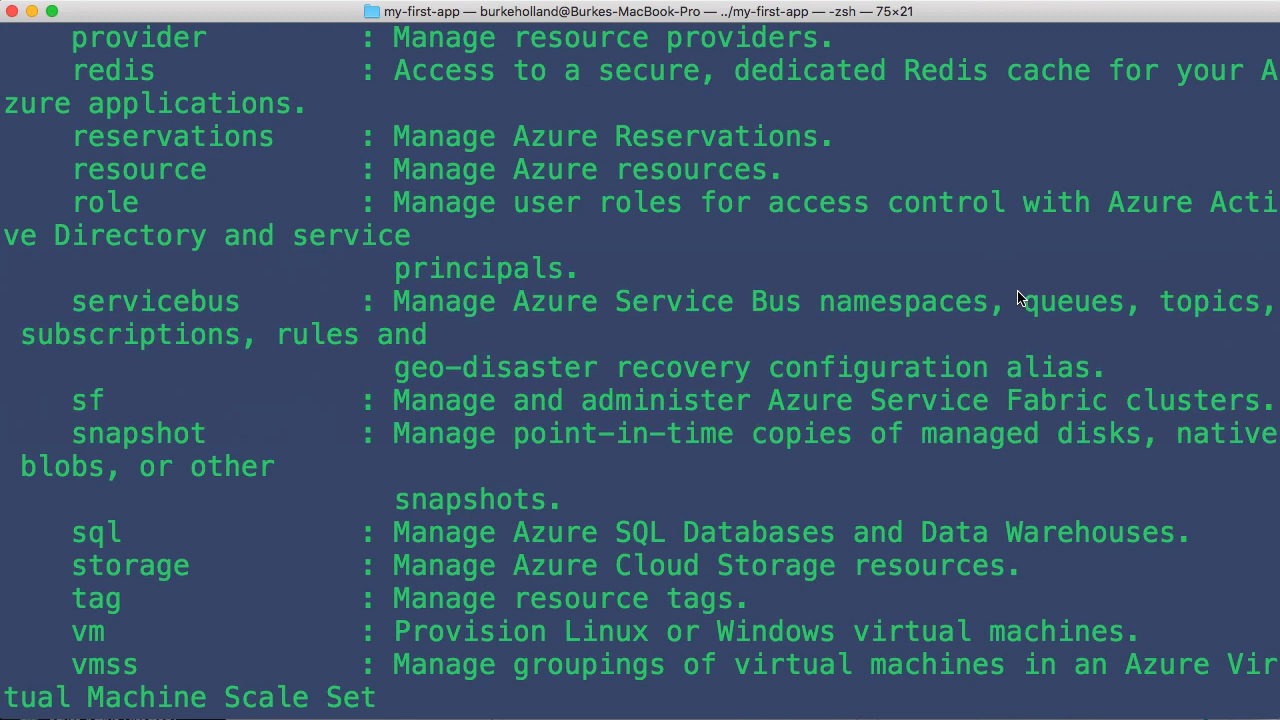 my-first-app — burkeholland@Burkes-MacBook-Pro — ../my-first-app — -zsh — 75×21
provider : Manage resource providers.
redis : Access to a secure, dedicated Redis cache for your A
zure applications.
reservations : Manage Azure Reservations.
resource : Manage Azure resources.
role : Manage user roles for access control with Azure Acti
ve Directory and service
principals.
servicebus : Manage Azure Service Bus namespaces, queues, topics,
subscriptions, rules and
geo-disaster recovery configuration alias.
sf : Manage and administer Azure Service Fabric clusters.
snapshot : Manage point-in-time copies of managed disks, native
blobs, or other
snapshots.
sql : Manage Azure SQL Databases and Data Warehouses.
storage : Manage Azure Cloud Storage resources.
tag : Manage resource tags.
vm : Provision Linux or Windows virtual machines.
vmss : Manage groupings of virtual machines in an Azure Vir
tual Machine Scale Set